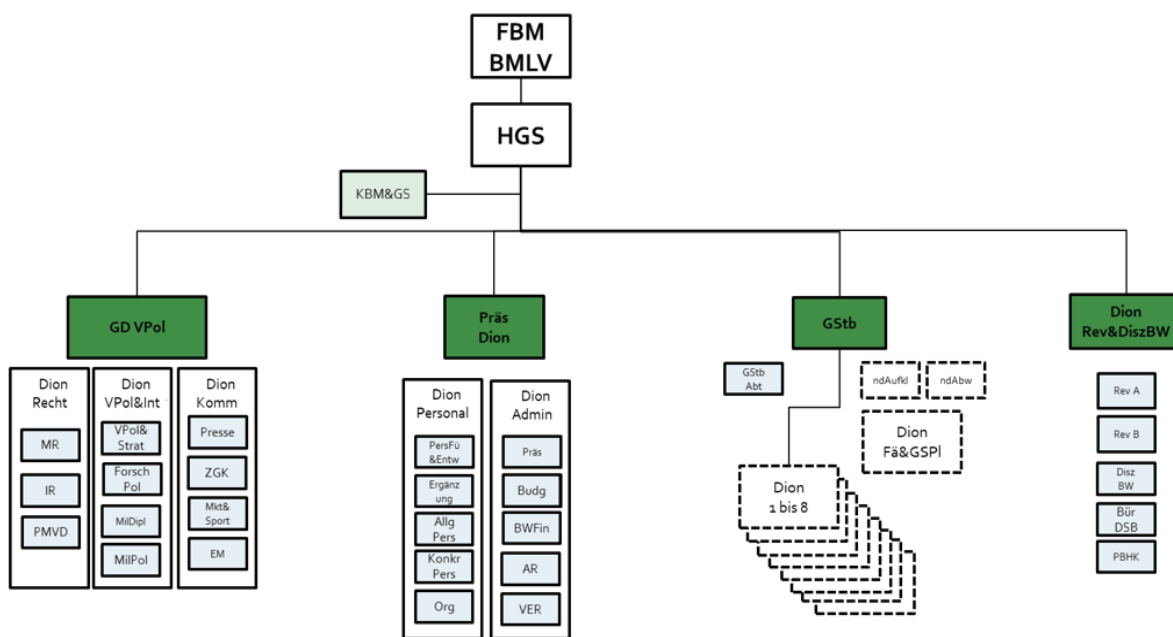 FBM
BMLV
HGS
KBM&GS
GD VPol
Präs
Dion
GStb
Dion
Rev&DiszBW
Dion
Recht
MR
IR
PMVD
Dion
VPol&Int
VPol&
Strat
Forsch
Pol
MilDipl
MilPol
Dion
Komm
Presse
ZGK
Mkt&
Sport
EM
Dion
Personal
PersFü
&Entw
Ergänz
ung
Allg
Pers
Konkr
Pers
Org
Dion
Admin
Präs
Budg
BWFin
AR
VER
GStb
Abt
ndAufkl
ndAbw
Dion
Fä&GSPl
Dion
1 bis 8
Rev A
Rev B
Disz
BW
Bür
DSB
PBHK